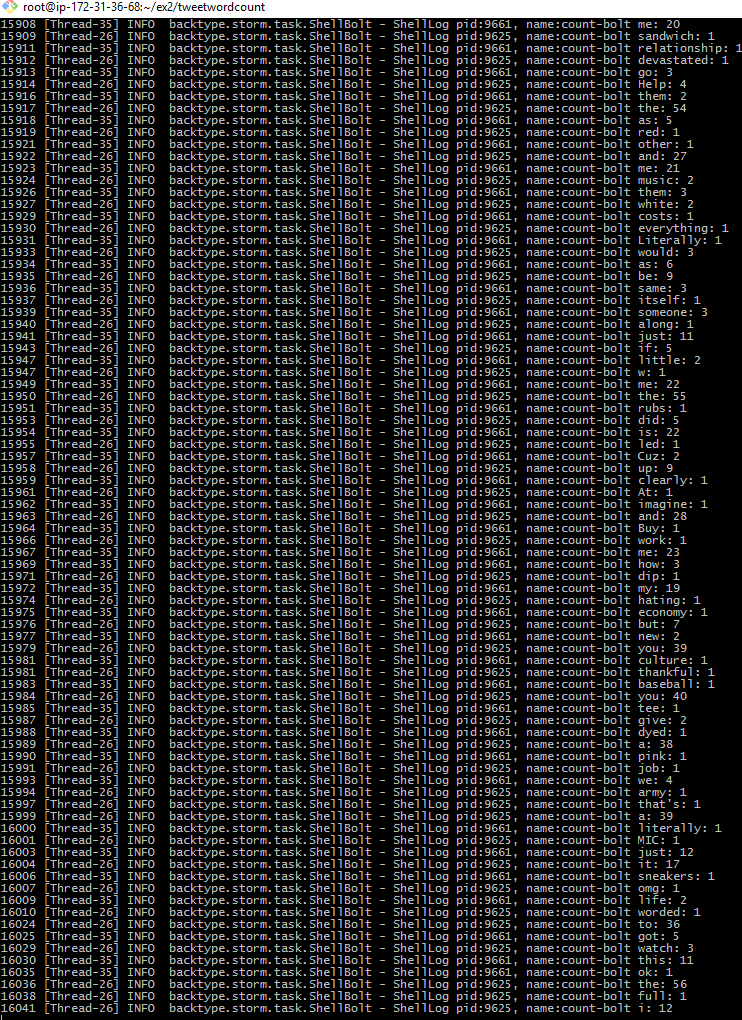 root@ip-172-31-36-68:~/ex2/tweetwordcount
15908 [Thread-35] INFO backtype.storm.task.ShellBolt - ShellLog pid:9661, name:count-bolt me: 20
15909 [Thread-26] INFO backtype.storm.task.ShellBolt - ShellLog pid:9625, name:count-bolt sandwich: 1
15911 [Thread-35] INFO backtype.storm.task.ShellBolt - ShellLog pid:9661, name:count-bolt relationship: 1
15912 [Thread-26] INFO backtype.storm.task.ShellBolt - ShellLog pid:9625, name:count-bolt devastated: 1
15913 [Thread-35] INFO backtype.storm.task.ShellBolt - ShellLog pid:9661, name:count-bolt go: 3
15914 [Thread-26] INFO backtype.storm.task.ShellBolt - ShellLog pid:9625, name:count-bolt Help: 4
15916 [Thread-35] INFO backtype.storm.task.ShellBolt - ShellLog pid:9661, name:count-bolt them: 2
15917 [Thread-26] INFO backtype.storm.task.ShellBolt - ShellLog pid:9625, name:count-bolt the: 54
15918 [Thread-35] INFO backtype.storm.task.ShellBolt - ShellLog pid:9661, name:count-bolt as: 5
15919 [Thread-26] INFO backtype.storm.task.ShellBolt - ShellLog pid:9625, name:count-bolt red: 1
15921 [Thread-35] INFO backtype.storm.task.ShellBolt - ShellLog pid:9661, name:count-bolt other: 1
15922 [Thread-26] INFO backtype.storm.task.ShellBolt - ShellLog pid:9625, name:count-bolt and: 27
15923 [Thread-35] INFO backtype.storm.task.ShellBolt - ShellLog pid:9661, name:count-bolt me: 21
15924 [Thread-26] INFO backtype.storm.task.ShellBolt - ShellLog pid:9625, name:count-bolt music: 2
15926 [Thread-35] INFO backtype.storm.task.ShellBolt - ShellLog pid:9661, name:count-bolt them: 3
15927 [Thread-26] INFO backtype.storm.task.ShellBolt - ShellLog pid:9625, name:count-bolt white: 2
15929 [Thread-35] INFO backtype.storm.task.ShellBolt - ShellLog pid:9661, name:count-bolt costs: 1
15930 [Thread-26] INFO backtype.storm.task.ShellBolt - ShellLog pid:9625, name:count-bolt everything: 1
15931 [Thread-35] INFO backtype.storm.task.ShellBolt - ShellLog pid:9661, name:count-bolt Literally: 1
15933 [Thread-26] INFO backtype.storm.task.ShellBolt - ShellLog pid:9625, name:count-bolt would: 3
15934 [Thread-35] INFO backtype.storm.task.ShellBolt - ShellLog pid:9661, name:count-bolt as: 6
15935 [Thread-26] INFO backtype.storm.task.ShellBolt - ShellLog pid:9625, name:count-bolt be: 9
15936 [Thread-35] INFO backtype.storm.task.ShellBolt - ShellLog pid:9661, name:count-bolt same: 3
15937 [Thread-26] INFO backtype.storm.task.ShellBolt - ShellLog pid:9625, name:count-bolt itself: 1
15939 [Thread-35] INFO backtype.storm.task.ShellBolt - ShellLog pid:9661, name:count-bolt someone: 3
15940 [Thread-26] INFO backtype.storm.task.ShellBolt - ShellLog pid:9625, name:count-bolt along: 1
15941 [Thread-35] INFO backtype.storm.task.ShellBolt - ShellLog pid:9661, name:count-bolt just: 11
15943 [Thread-26] INFO backtype.storm.task.ShellBolt - ShellLog pid:9625, name:count-bolt if: 5
15947 [Thread-35] INFO backtype.storm.task.ShellBolt - ShellLog pid:9661, name:count-bolt little: 2
15947 [Thread-26] INFO backtype.storm.task.ShellBolt - ShellLog pid:9625, name:count-bolt w: 1
15949 [Thread-35] INFO backtype.storm.task.ShellBolt - ShellLog pid:9661, name:count-bolt me: 22
15950 [Thread-26] INFO backtype.storm.task.ShellBolt - ShellLog pid:9625, name:count-bolt the: 55
15951 [Thread-35] INFO backtype.storm.task.ShellBolt - ShellLog pid:9661, name:count-bolt rubs: 1
15953 [Thread-26] INFO backtype.storm.task.ShellBolt - ShellLog pid:9625, name:count-bolt did: 5
15954 [Thread-35] INFO backtype.storm.task.ShellBolt - ShellLog pid:9661, name:count-bolt is: 22
15955 [Thread-26] INFO backtype.storm.task.ShellBolt - ShellLog pid:9625, name:count-bolt led: 1
15957 [Thread-35] INFO backtype.storm.task.ShellBolt - ShellLog pid:9661, name:count-bolt Cuz: 2
15958 [Thread-26] INFO backtype.storm.task.ShellBolt - ShellLog pid:9625, name:count-bolt up: 9
15959 [Thread-35] INFO backtype.storm.task.ShellBolt - ShellLog pid:9661, name:count-bolt clearly: 1
15961 [Thread-26] INFO backtype.storm.task.ShellBolt - ShellLog pid:9625, name:count-bolt At: 1
15962 [Thread-35] INFO backtype.storm.task.ShellBolt - ShellLog pid:9661, name:count-bolt imagine: 1
15963 [Thread-26] INFO backtype.storm.task.ShellBolt - ShellLog pid:9625, name:count-bolt and: 28
15964 [Thread-35] INFO backtype.storm.task.ShellBolt - ShellLog pid:9661, name:count-bolt Buy: 1
15966 [Thread-26] INFO backtype.storm.task.ShellBolt - ShellLog pid:9625, name:count-bolt work: 1
15967 [Thread-35] INFO backtype.storm.task.ShellBolt - ShellLog pid:9661, name:count-bolt me: 23
15969 [Thread-35] INFO backtype.storm.task.ShellBolt - ShellLog pid:9661, name:count-bolt how: 3
15971 [Thread-26] INFO backtype.storm.task.ShellBolt - ShellLog pid:9625, name:count-bolt dip: 1
15972 [Thread-35] INFO backtype.storm.task.ShellBolt - ShellLog pid:9661, name:count-bolt my: 19
15974 [Thread-26] INFO backtype.storm.task.ShellBolt - ShellLog pid:9625, name:count-bolt hating: 1
15975 [Thread-35] INFO backtype.storm.task.ShellBolt - ShellLog pid:9661, name:count-bolt economy: 1
15976 [Thread-26] INFO backtype.storm.task.ShellBolt - ShellLog pid:9625, name:count-bolt but: 7
15977 [Thread-35] INFO backtype.storm.task.ShellBolt - ShellLog pid:9661, name:count-bolt new: 2
15979 [Thread-26] INFO backtype.storm.task.ShellBolt - ShellLog pid:9625, name:count-bolt you: 39
15981 [Thread-35] INFO backtype.storm.task.ShellBolt - ShellLog pid:9661, name:count-bolt culture: 1
15981 [Thread-26] INFO backtype.storm.task.ShellBolt - ShellLog pid:9625, name:count-bolt thankful: 1
15983 [Thread-35] INFO backtype.storm.task.ShellBolt - ShellLog pid:9661, name:count-bolt baseball: 1
15984 [Thread-26] INFO backtype.storm.task.ShellBolt - ShellLog pid:9625, name:count-bolt you: 40
15985 [Thread-35] INFO backtype.storm.task.ShellBolt - ShellLog pid:9661, name:count-bolt tee: 1
15987 [Thread-26] INFO backtype.storm.task.ShellBolt - ShellLog pid:9625, name:count-bolt give: 2
15988 [Thread-35] INFO backtype.storm.task.ShellBolt - ShellLog pid:9661, name:count-bolt dyed: 1
15989 [Thread-26] INFO backtype.storm.task.ShellBolt - ShellLog pid:9625, name:count-bolt a: 38
15990 [Thread-35] INFO backtype.storm.task.ShellBolt - ShellLog pid:9661, name:count-bolt pink: 1
15991 [Thread-26] INFO backtype.storm.task.ShellBolt - ShellLog pid:9625, name:count-bolt job: 1
15993 [Thread-35] INFO backtype.storm.task.ShellBolt - ShellLog pid:9661, name:count-bolt we: 4
15994 [Thread-26] INFO backtype.storm.task.ShellBolt - ShellLog pid:9625, name:count-bolt army: 1
15997 [Thread-26] INFO backtype.storm.task.ShellBolt - ShellLog pid:9625, name:count-bolt that's: 1
15999 [Thread-26] INFO backtype.storm.task.ShellBolt - ShellLog pid:9625, name:count-bolt a: 39
16000 [Thread-35] INFO backtype.storm.task.ShellBolt - ShellLog pid:9661, name:count-bolt literally: 1
16001 [Thread-26] INFO backtype.storm.task.ShellBolt - ShellLog pid:9625, name:count-bolt MIC: 1
16003 [Thread-35] INFO backtype.storm.task.ShellBolt - ShellLog pid:9661, name:count-bolt just: 12
16004 [Thread-26] INFO backtype.storm.task.ShellBolt - ShellLog pid:9625, name:count-bolt it: 17
16006 [Thread-35] INFO backtype.storm.task.ShellBolt - ShellLog pid:9661, name:count-bolt sneakers: 1
16007 [Thread-26] INFO backtype.storm.task.ShellBolt - ShellLog pid:9625, name:count-bolt omg: 1
16009 [Thread-35] INFO backtype.storm.task.ShellBolt - ShellLog pid:9661, name:count-bolt life: 2
16010 [Thread-26] INFO backtype.storm.task.ShellBolt - ShellLog pid:9625, name:count-bolt worded: 1
16024 [Thread-26] INFO backtype.storm.task.ShellBolt - ShellLog pid:9625, name:count-bolt to: 36
16025 [Thread-35] INFO backtype.storm.task.ShellBolt - ShellLog pid:9661, name:count-bolt got: 5
16029 [Thread-26] INFO backtype.storm.task.ShellBolt - ShellLog pid:9625, name:count-bolt watch: 3
16030 [Thread-35] INFO backtype.storm.task.ShellBolt - ShellLog pid:9661, name:count-bolt this: 11
16035 [Thread-35] INFO backtype.storm.task.ShellBolt - ShellLog pid:9661, name:count-bolt ok: 1
16036 [Thread-26] INFO backtype.storm.task.ShellBolt - ShellLog pid:9625, name:count-bolt the: 56
16038 [Thread-26] INFO backtype.storm.task.ShellBolt - ShellLog pid:9625, name:count-bolt full: 1
16041 [Thread-26] INFO backtype.storm.task.ShellBolt - ShellLog pid:9625, name:count-bolt i: 12